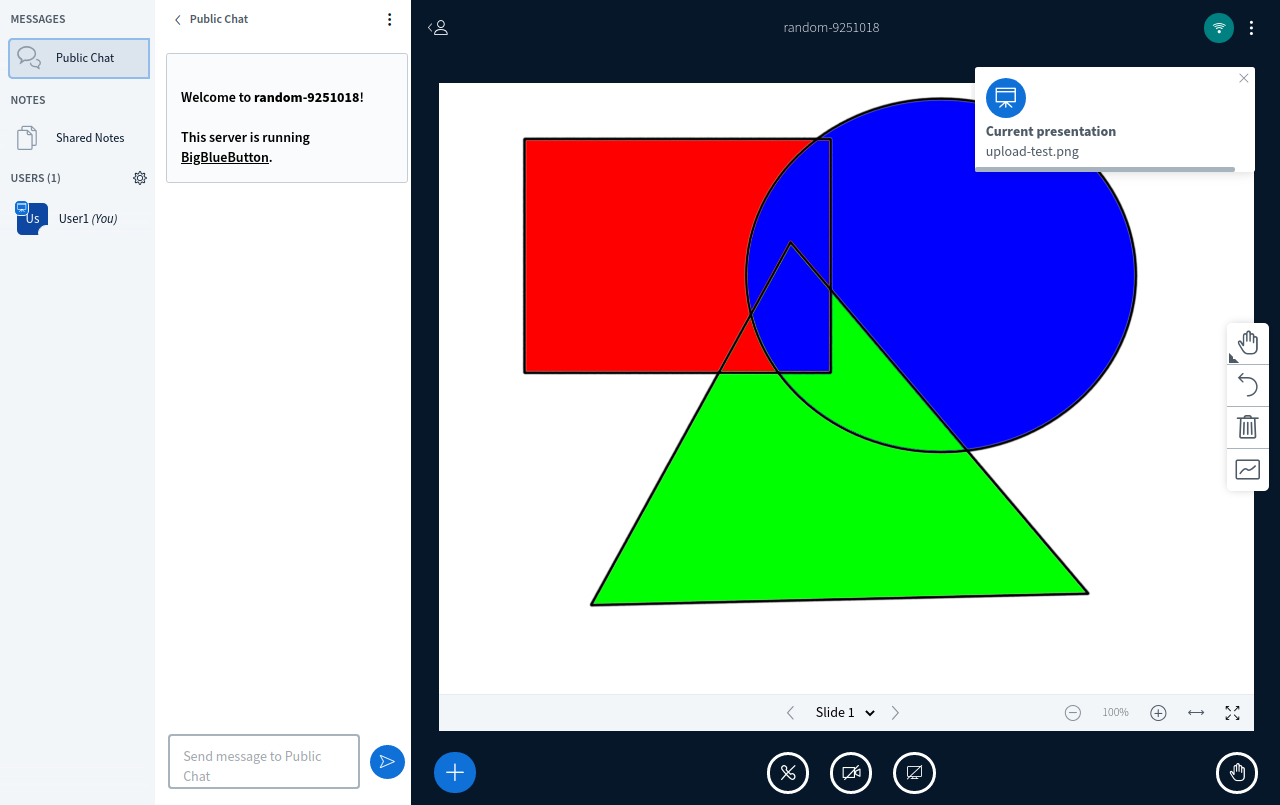 MESSAGES
Public Chat
NOTES
Shared Notes
USERS (1)
Us
User1 (You)
Public Chat
Welcome to random-9251018!
This server is running
BigBlueButton.
Send message to Public
Chat
random-9251018
Current presentation
upload-test.png
Slide 1
100%